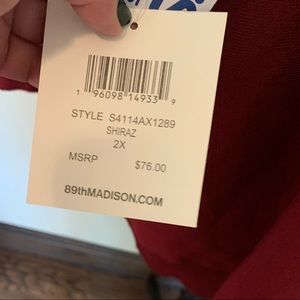 1 96098 14933 9
STYLE S4114AX1289
SHIRAZ
2X
MSRP $76.00
89thMADISON.COM